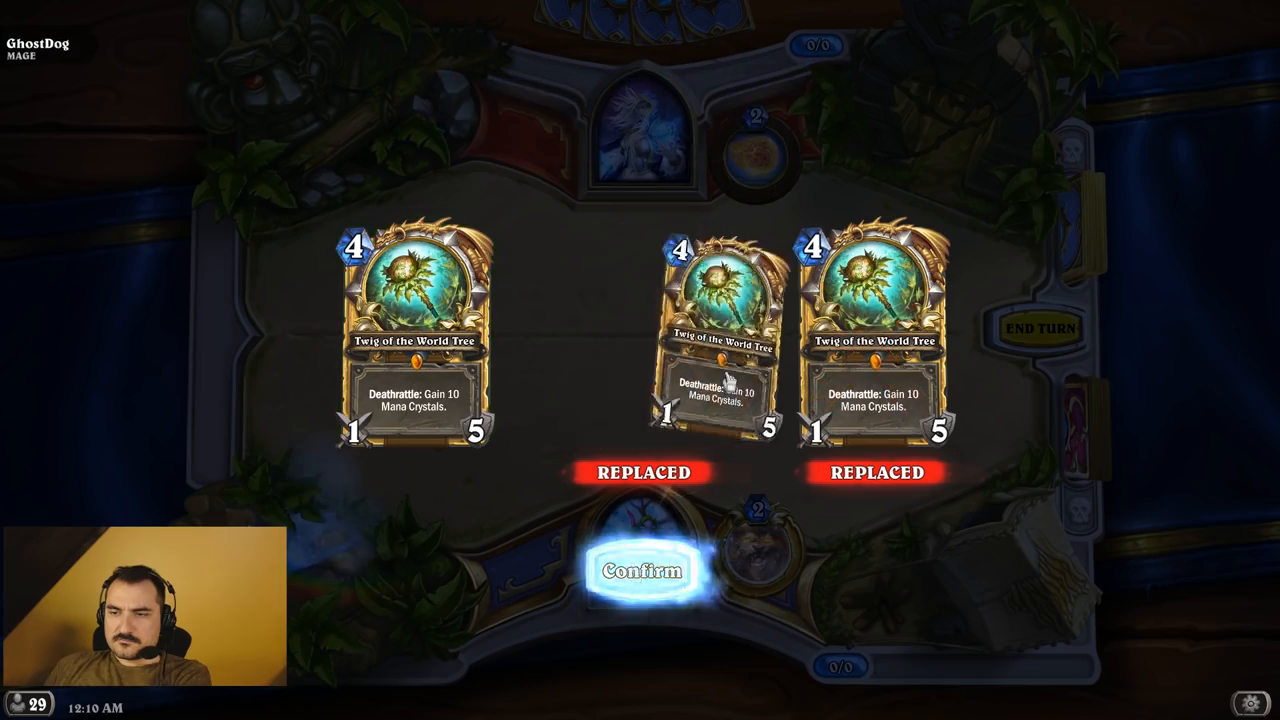 GhostDog
MAGE
0/0
2
4
4
4
Twig of the World Tree
Twig of the World Tree
Twig of the World Tree
Deathrattle: Gain 10
Mana Crystals.
Deathrattle: Gain 10
Mana Crystals.
Deathrattle: Gain 10
Mana Crystals.
1
5
1
5
1
5
END TURN
REPLACED
REPLACED
2
Confirm
0/0
29
12:10 AM